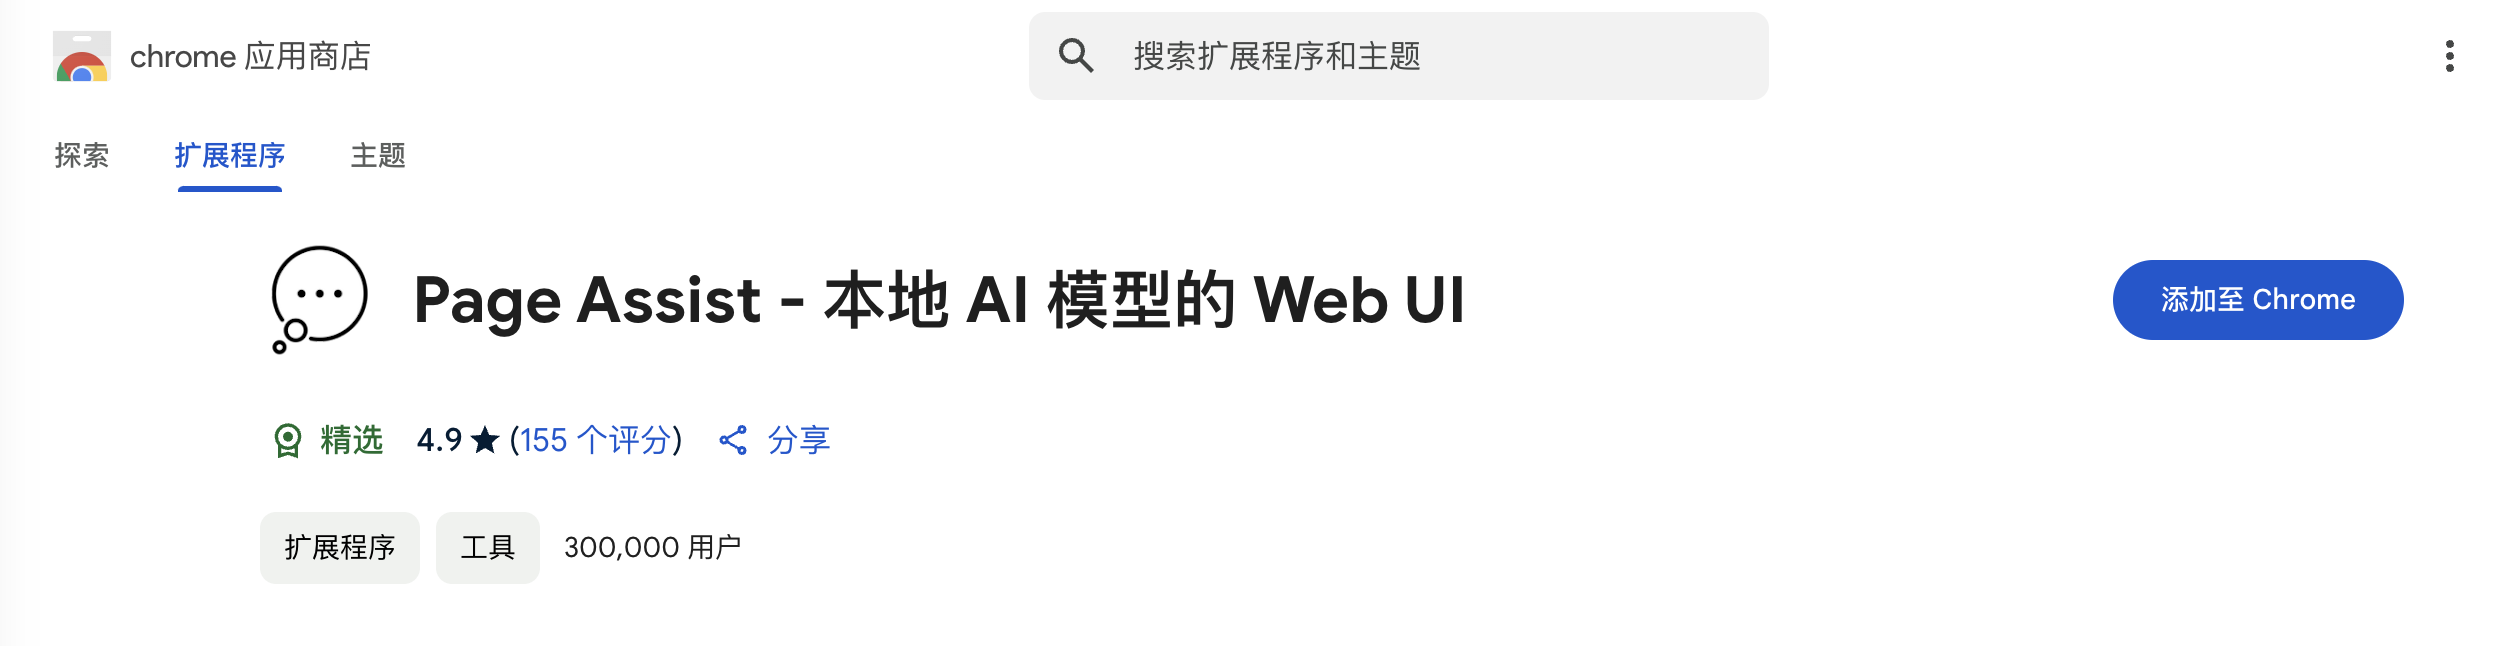 chrome 应用商店
搜索扩展程序和主题
探索 扩展程序 主题
Page Assist - 本地 AI 模型的 Web UI
添加至 Chrome
精选 4.9 ★ (155 个评分) 分享
扩展程序 工具 300,000 用户